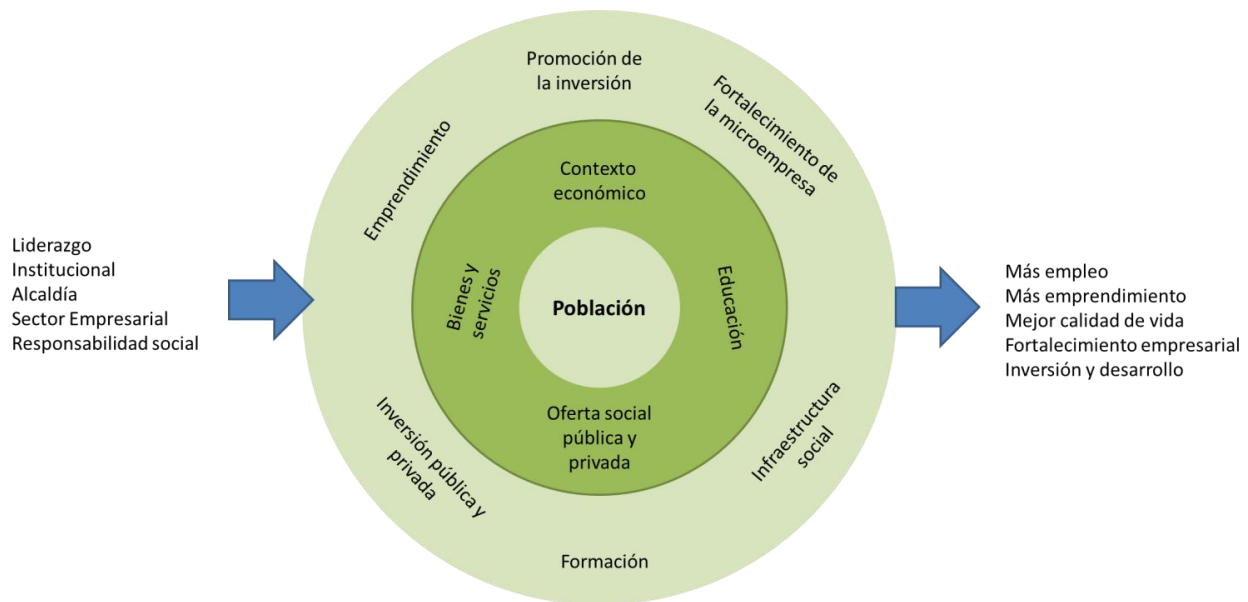 Liderazgo
Institucional
Alcaldía
Sector Empresarial
Responsabilidad social
Promoción de
la inversión
Fortalecimiento de
la microempresa
Infraestructura
social
Formación
Inversión pública y
privada
Emprendimiento
Contexto
económico
Educación
Oferta social
pública y
privada
Bienes y
servicios
Población
Más empleo
Más emprendimiento
Mejor calidad de vida
Fortalecimiento empresarial
Inversión y desarrollo